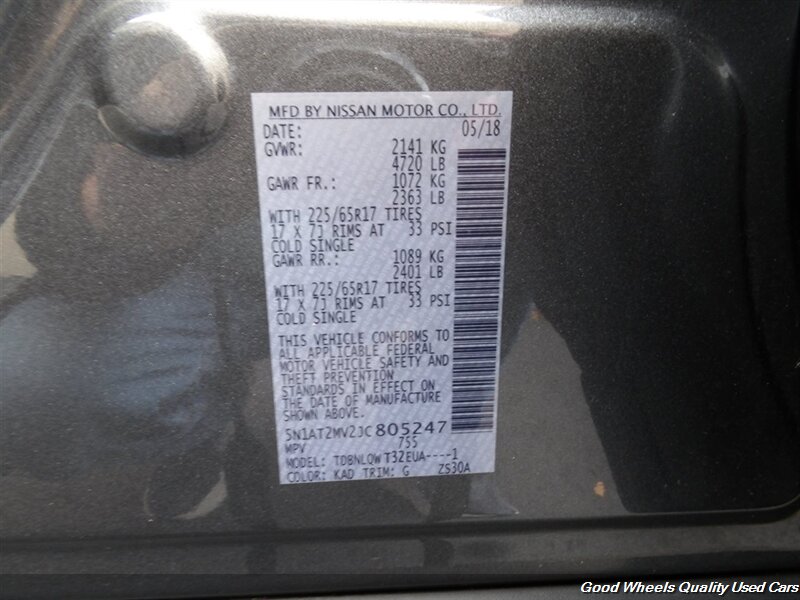 MFD BY NISSAN MOTOR CO., LTD.
DATE: 05/18
GVWR: 2141 KG
4720 LB
GAWR FR.: 1072 KG
2363 LB
WITH 225/65R17 TIRES
17 X 7J RIMS AT 33 PSI
COLD SINGLE
GAWR RR.: 1089 KG
2401 LB
WITH 225/65R17 TIRES
17 X 7J RIMS AT 33 PSI
COLD SINGLE
THIS VEHICLE CONFORMS TO
ALL APPLICABLE FEDERAL
MOTOR VEHICLE SAFETY AND
THEFT PREVENTION
STANDARDS IN EFFECT ON
THE DATE OF MANUFACTURE
SHOWN ABOVE.
5N1AT2MV2JC805247
MPV 755
MODEL: TDBNLQWT32EUA----1
COLOR: KAD TRIM: G ZS30A
Good Wheels Quality Used Cars